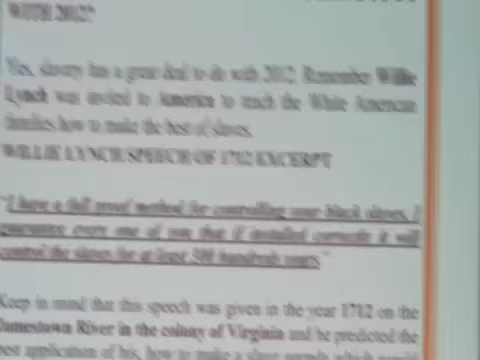 WITH 2012?
Yes, slavery has a great deal to do with 2012. Remember Willie
Lynch was invited to America to teach the White American
families how to make the best of slaves.
WILLIE LYNCH SPEECH OF 1712 EXCERPT
"I have a full proof method for controlling your black slaves. I
guarantee every one of you that if installed correctly it will
control the slaves for at least 300 hundreds years."
Keep in mind that this speech was given in the year 1712 on the
Jamestown River in the colony of Virginia and he predicted the
best application of his, how to make a slave